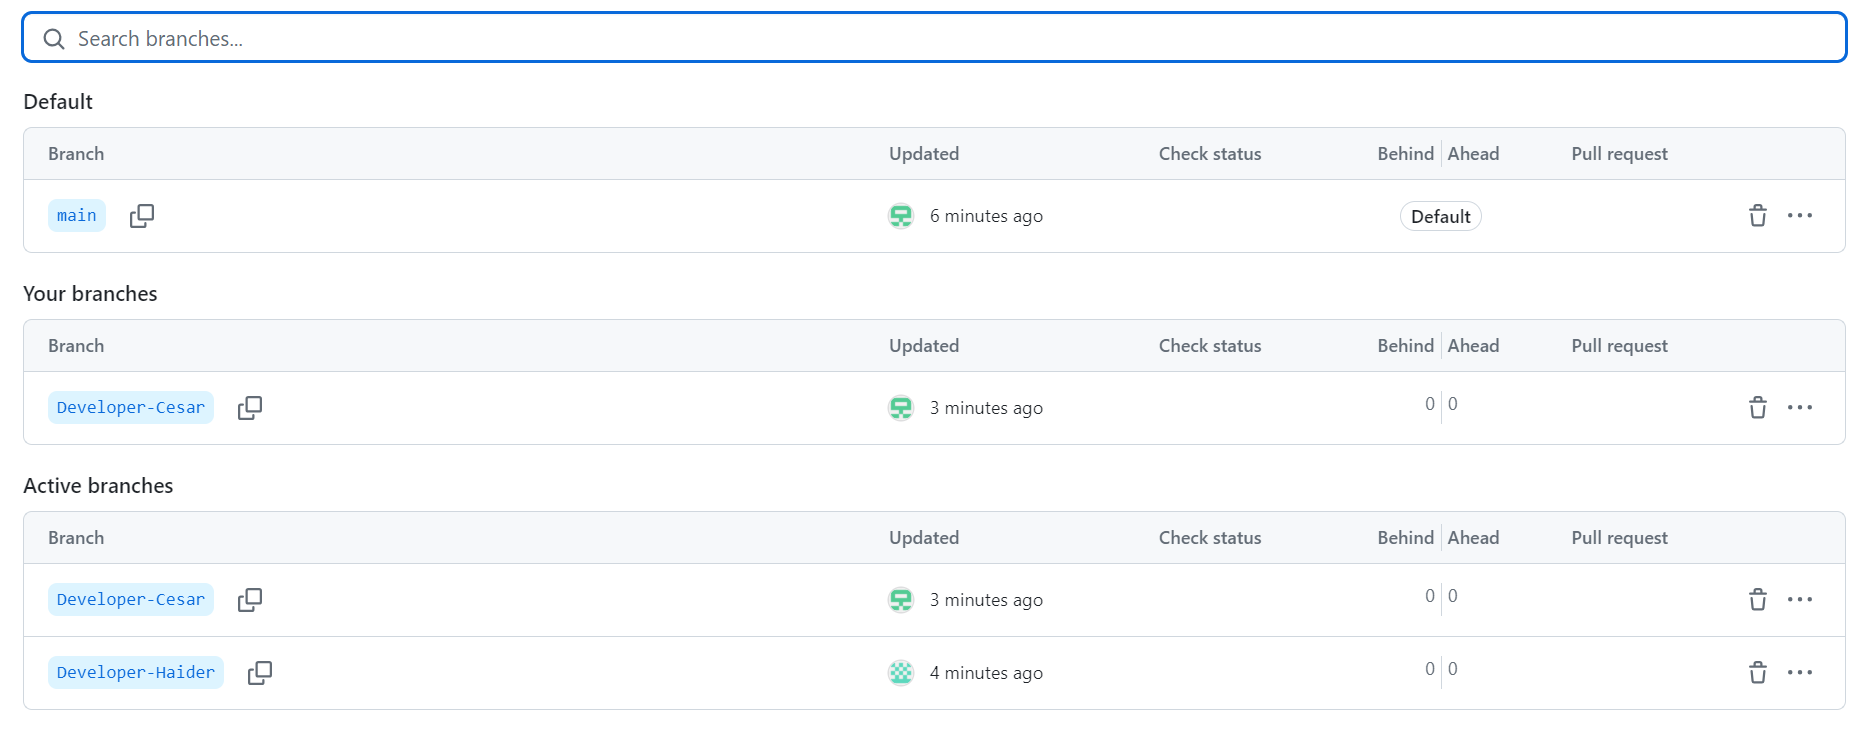 Search branches...
Default
Branch Updated Check status Behind Ahead Pull request
main 6 minutes ago Default
Your branches
Branch Updated Check status Behind Ahead Pull request
Developer-Cesar 3 minutes ago 0 0
Active branches
Branch Updated Check status Behind Ahead Pull request
Developer-Cesar 3 minutes ago 0 0
Developer-Haider 4 minutes ago 0 0